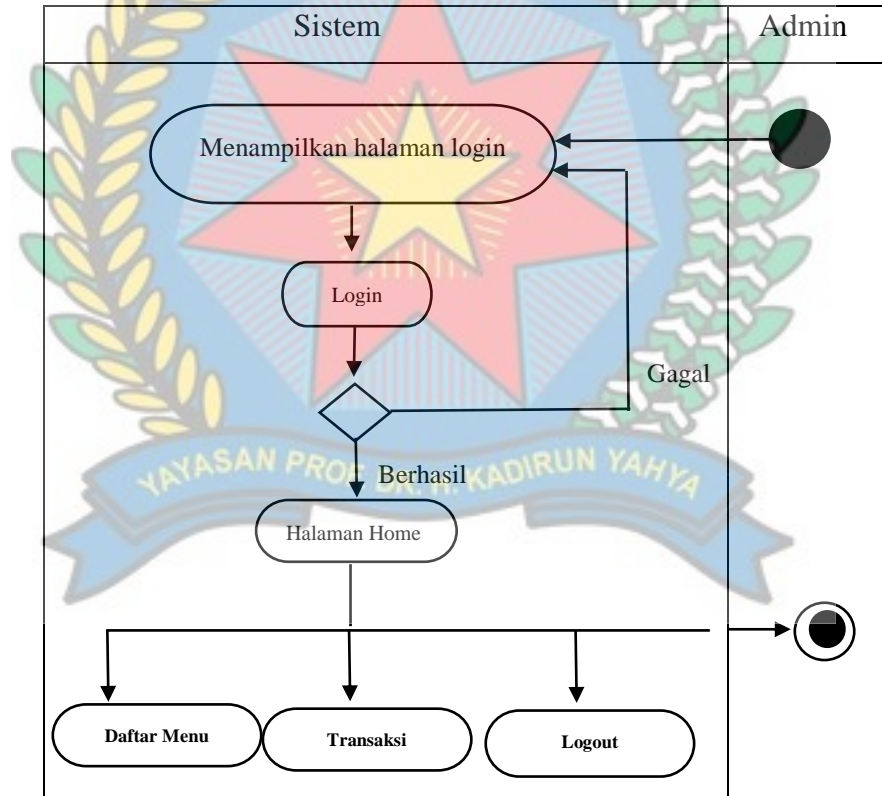 Sistem
Admin
Menampilkan halaman login
Login
Gagal
YAYASAN PROF. DR. H. KADIRUN YAHYA
Berhasil
Halaman Home
Daftar Menu
Transaksi
Logout